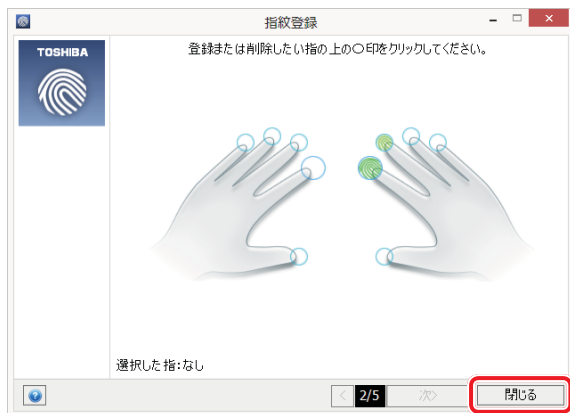 指紋登録
TOSHIBA
登録または削除したい指の上の○印をクリックしてください。
選択した指:なし
< 2/5 次> 閉じる